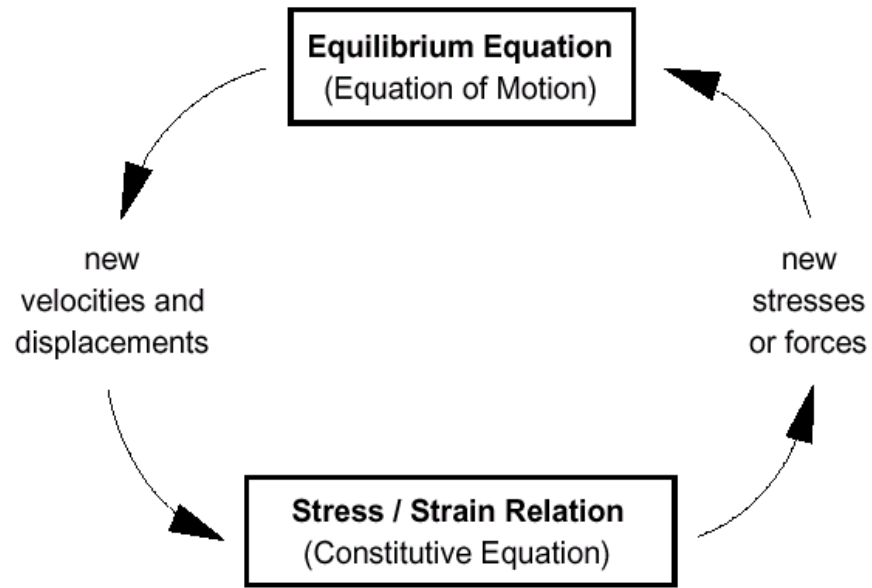 Equilibrium Equation
(Equation of Motion)
new
velocities and
displacements
new
stresses
or forces
Stress / Strain Relation
(Constitutive Equation)